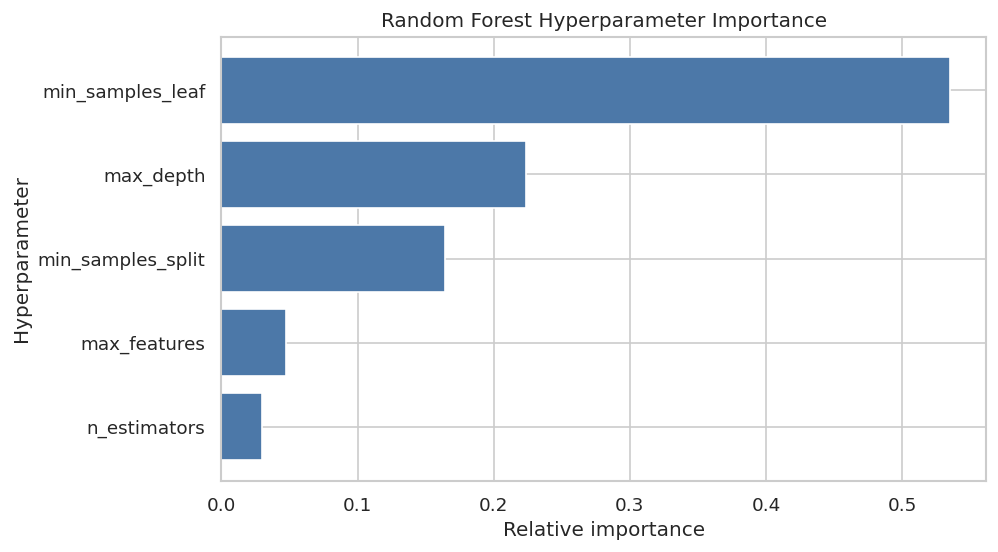 Random Forest Hyperparameter Importance
Hyperparameter
min_samples_leaf
max_depth
min_samples_split
max_features
n_estimators
0.0 0.1 0.2 0.3 0.4 0.5
Relative importance